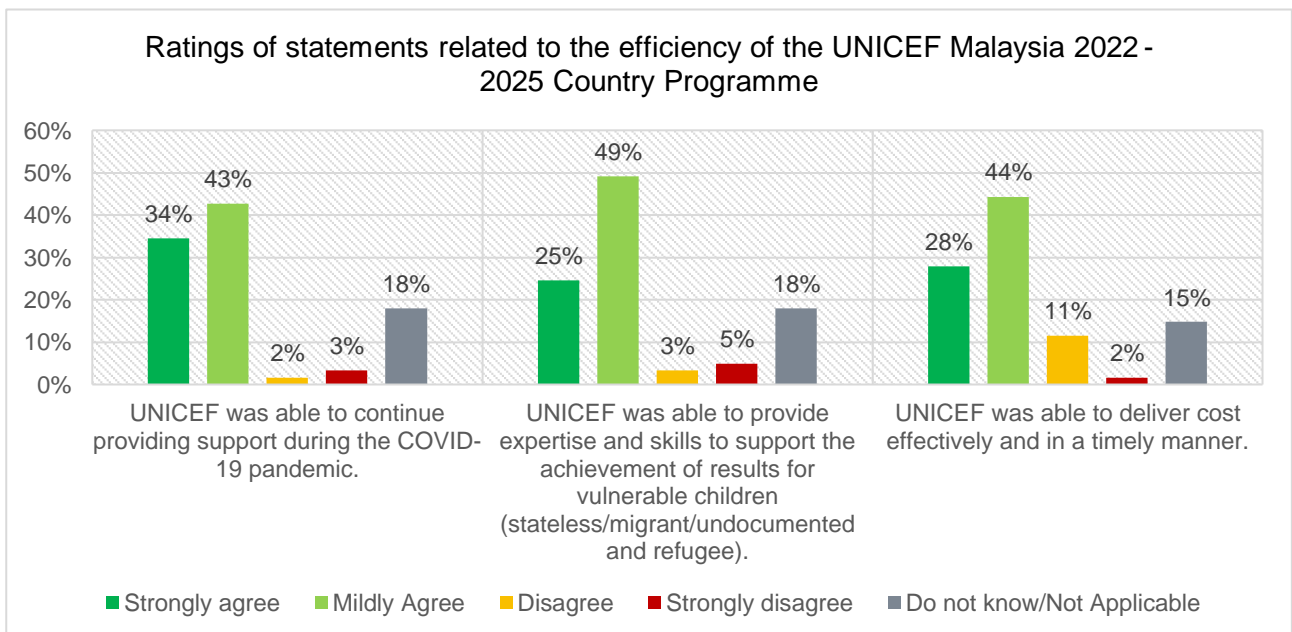 Ratings of statements related to the efficiency of the UNICEF Malaysia 2022 -
2025 Country Programme
60%
50%
40%
30%
20%
10%
0%
34%
43%
2%
3%
18%
25%
49%
3%
5%
18%
28%
44%
11%
2%
15%
UNICEF was able to continue
providing support during the COVID-
19 pandemic.
UNICEF was able to provide
expertise and skills to support the
achievement of results for
vulnerable children
(stateless/migrant/undocumented
and refugee).
UNICEF was able to deliver cost
effectively and in a timely manner.
Strongly agree
Mildly Agree
Disagree
Strongly disagree
Do not know/Not Applicable